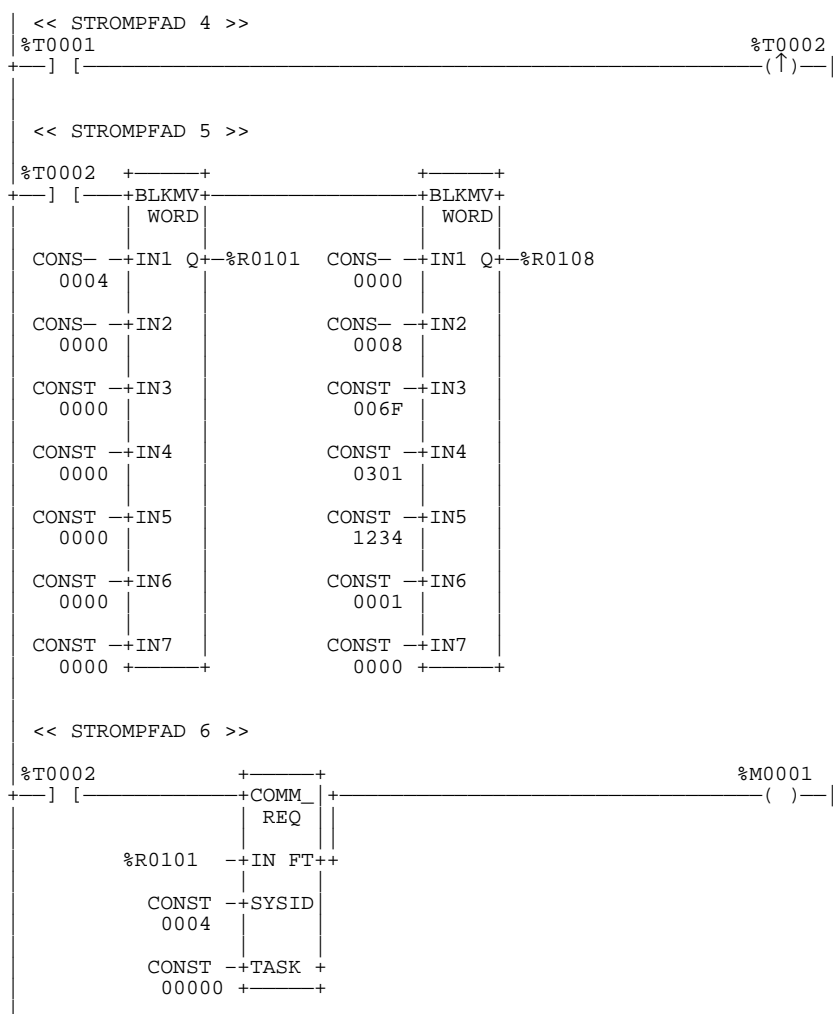 << STROMPFAD 4 >>
%T0001 %T0002
] [ (↑)
<< STROMPFAD 5 >>
%T0002
] [ BLKMV BLKMV
WORD WORD
CONS— IN1 Q %R0101 CONS— IN1 Q %R0108
0004 0000
CONS— IN2 CONS— IN2
0000 0008
CONST IN3 CONST IN3
0000 006F
CONST IN4 CONST IN4
0000 0301
CONST IN5 CONST IN5
0000 1234
CONST IN6 CONST IN6
0000 0001
CONST IN7 CONST IN7
0000 0000
<< STROMPFAD 6 >>
%T0002 %M0001
] [ COMM_ ( )
REQ
%R0101 IN FT
CONST SYSID
0004
CONST TASK
00000